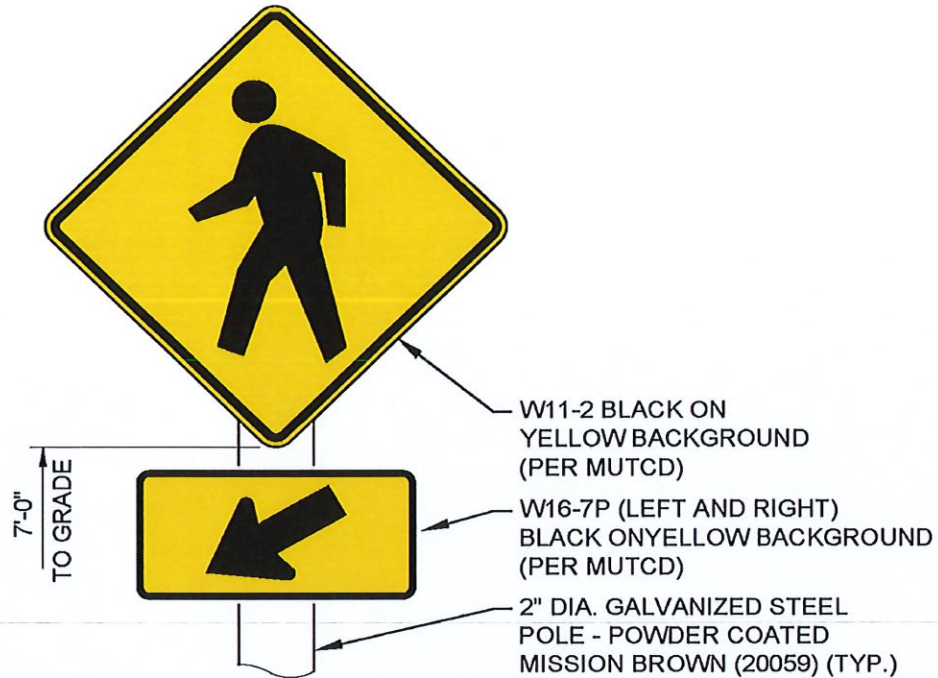 W11-2 BLACK ON
YELLOW BACKGROUND
(PER MUTCD)
7'-0"
TO GRADE
W16-7P (LEFT AND RIGHT)
BLACK ONYELLOW BACKGROUND
(PER MUTCD)
2" DIA. GALVANIZED STEEL
POLE - POWDER COATED
MISSION BROWN (20059) (TYP.)